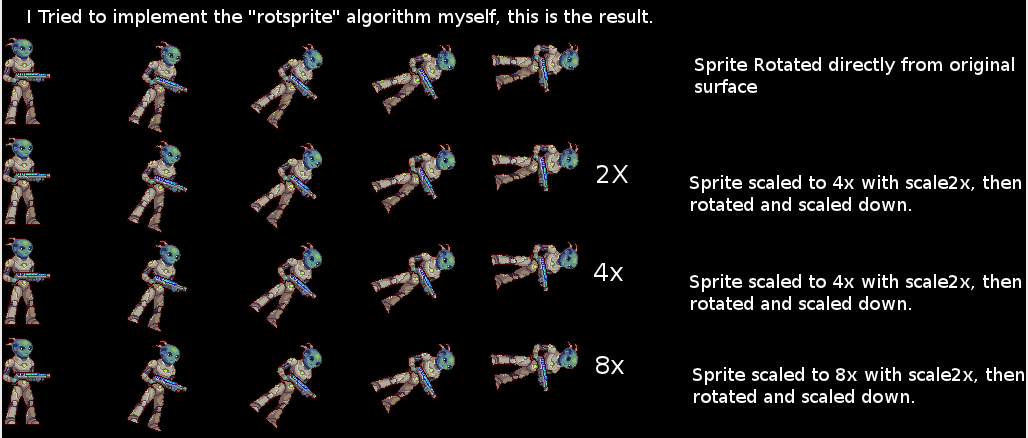 I Tried to implement the "rotsprite" algorithm myself, this is the result.
Sprite Rotated directly from original
surface
2X
Sprite scaled to 4x with scale2x, then
rotated and scaled down.
4x
Sprite scaled to 4x with scale2x, then
rotated and scaled down.
8x
Sprite scaled to 8x with scale2x, then
rotated and scaled down.